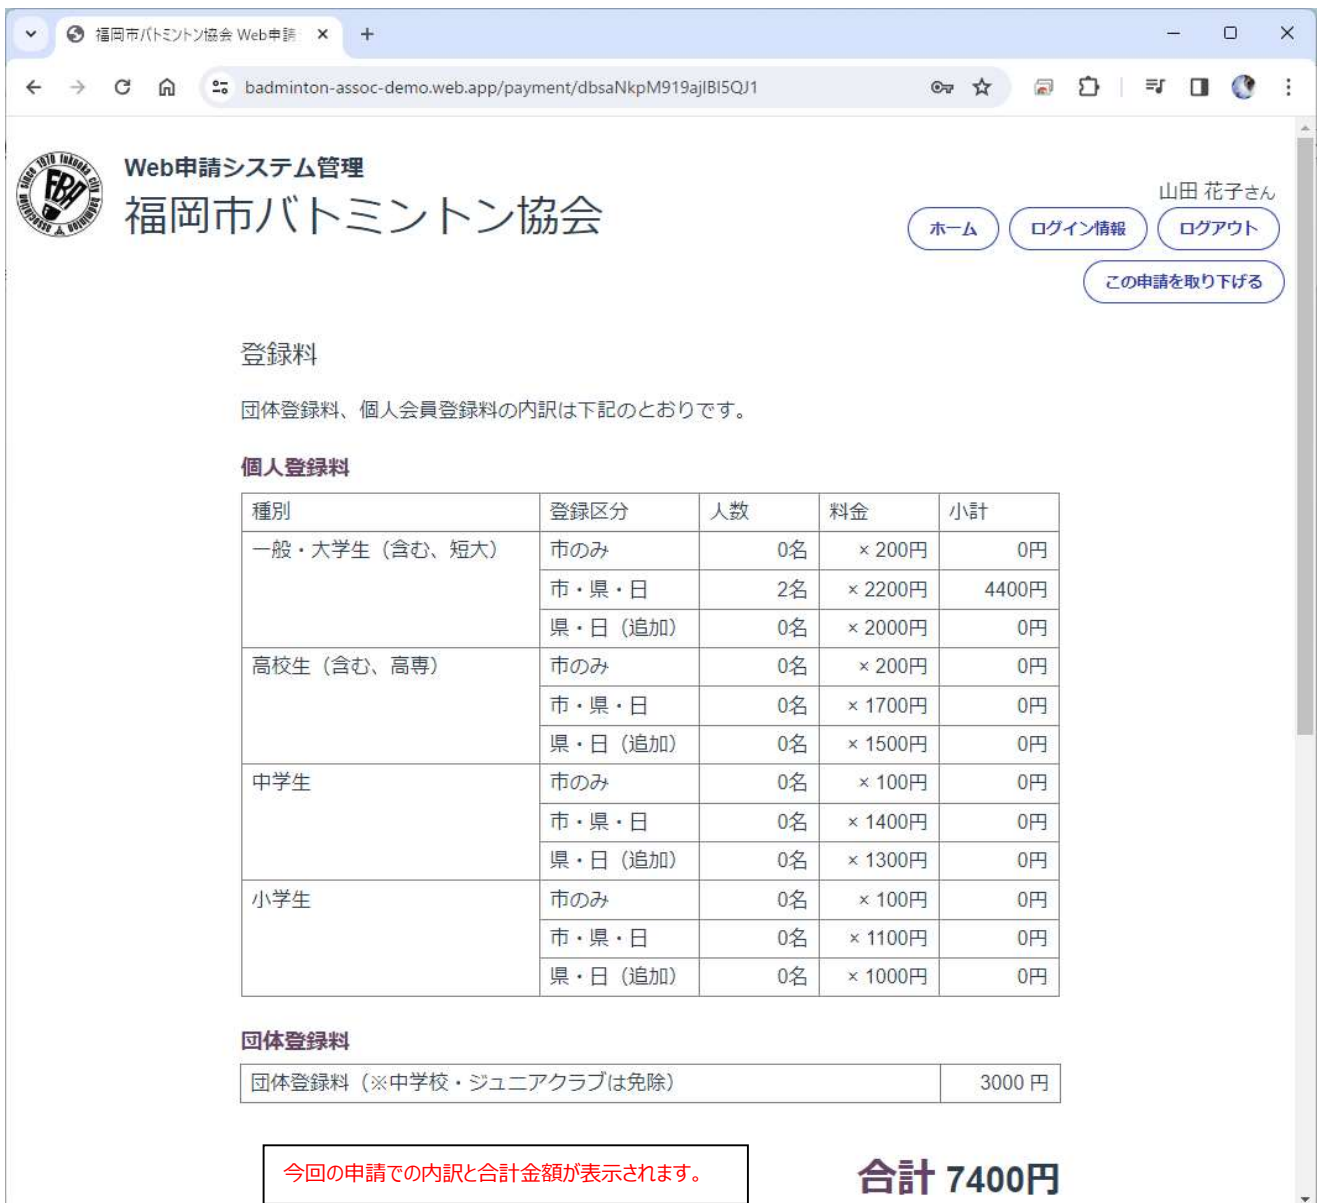 福岡市バトミントン協会 Web申請
badminton-assoc-demo.web.app/payment/dbsaNkpM919ajlBI5QJ1
since 1970 fukuoka city badminton association
FBA
Web申請システム管理
福岡市バトミントン協会
山田 花子さん
ホーム ログイン情報 ログアウト
この申請を取り下げる
登録料
団体登録料、個人会員登録料の内訳は下記のとおりです。
個人登録料
種別 登録区分 人数 料金 小計
一般・大学生（含む、短大） 市のみ 0名 × 200円 0円
市・県・日 2名 × 2200円 4400円
県・日（追加） 0名 × 2000円 0円
高校生（含む、高専） 市のみ 0名 × 200円 0円
市・県・日 0名 × 1700円 0円
県・日（追加） 0名 × 1500円 0円
中学生 市のみ 0名 × 100円 0円
市・県・日 0名 × 1400円 0円
県・日（追加） 0名 × 1300円 0円
小学生 市のみ 0名 × 100円 0円
市・県・日 0名 × 1100円 0円
県・日（追加） 0名 × 1000円 0円
団体登録料
団体登録料（※中学校・ジュニアクラブは免除） 3000 円
今回の申請での内訳と合計金額が表示されます。
合計 7400円